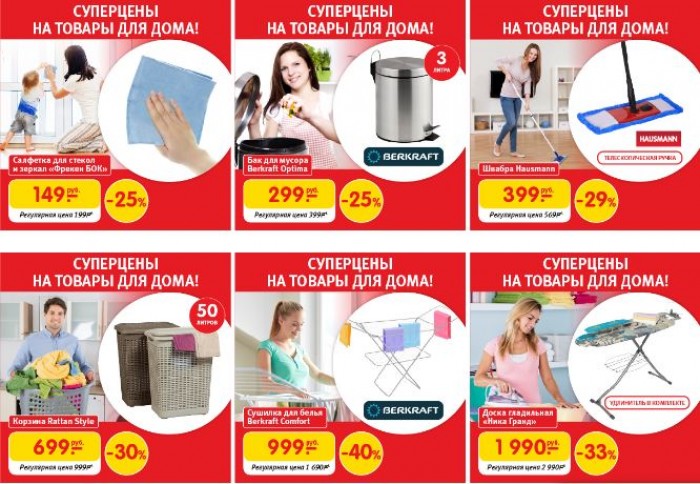 СУПЕРЦЕНЫ
НА ТОВАРЫ ДЛЯ ДОМА!
Салфетка для стекол
и зеркал «Фрекен БОК»
149 руб.
-25%
Регулярная цена 199₽*
СУПЕРЦЕНЫ
НА ТОВАРЫ ДЛЯ ДОМА!
3
ЛИТРА
BERKRAFT
Бак для мусора
Berkraft Optima
299 руб.
-25%
Регулярная цена 399₽*
СУПЕРЦЕНЫ
НА ТОВАРЫ ДЛЯ ДОМА!
HAUSMANN
ТЕЛЕСКОПИЧЕСКАЯ РУЧКА
Швабра Hausmann
399 руб.
-29%
Регулярная цена 569₽*
СУПЕРЦЕНЫ
НА ТОВАРЫ ДЛЯ ДОМА!
50
ЛИТРОВ
Корзина Rattan Style
699 руб.
-30%
Регулярная цена 999₽*
СУПЕРЦЕНЫ
НА ТОВАРЫ ДЛЯ ДОМА!
BERKRAFT
Сушилка для белья
Berkraft Comfort
999 руб.
-40%
Регулярная цена 1 690₽*
СУПЕРЦЕНЫ
НА ТОВАРЫ ДЛЯ ДОМА!
УДЛИНИТЕЛЬ В КОМПЛЕКТЕ
Доска гладильная
«Ника Гранд»
1 990 руб.
-33%
Регулярная цена 2 990₽*